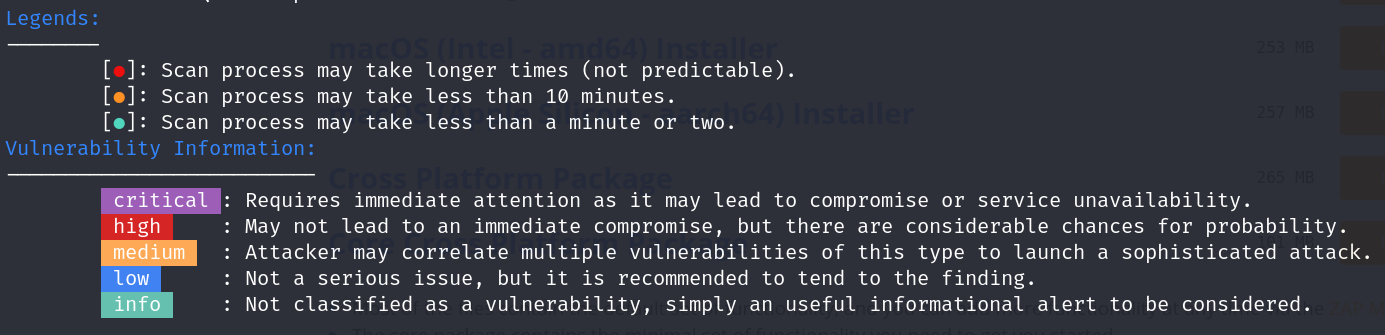 Legends:
[●]: Scan process may take longer times (not predictable).
[●]: Scan process may take less than 10 minutes.
[●]: Scan process may take less than a minute or two.
Vulnerability Information:
critical : Requires immediate attention as it may lead to compromise or service unavailability.
high : May not lead to an immediate compromise, but there are considerable chances for probability.
medium : Attacker may correlate multiple vulnerabilities of this type to launch a sophisticated attack.
low : Not a serious issue, but it is recommended to tend to the finding.
info : Not classified as a vulnerability, simply an useful informational alert to be considered.
macOS (Intel - amd64) Installer 253 MB
macOS (Apple Silicon - aarch64) Installer 257 MB
Cross Platform Package 265 MB